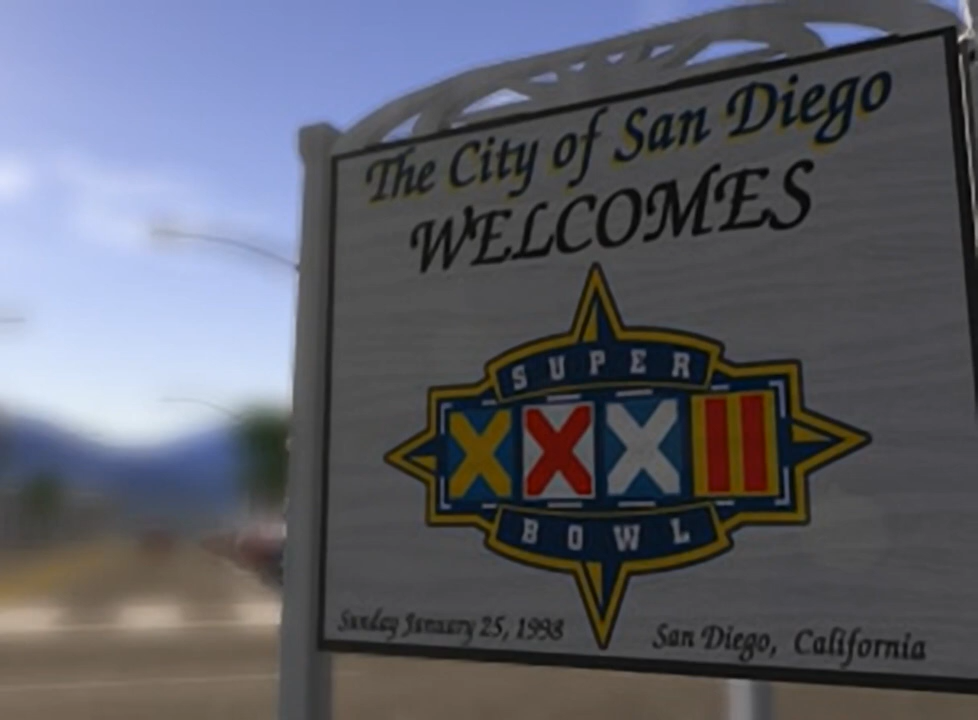 The City of San Diego
WELCOMES
SUPER
XXXII
BOWL
Sunday January 25, 1998
San Diego, California